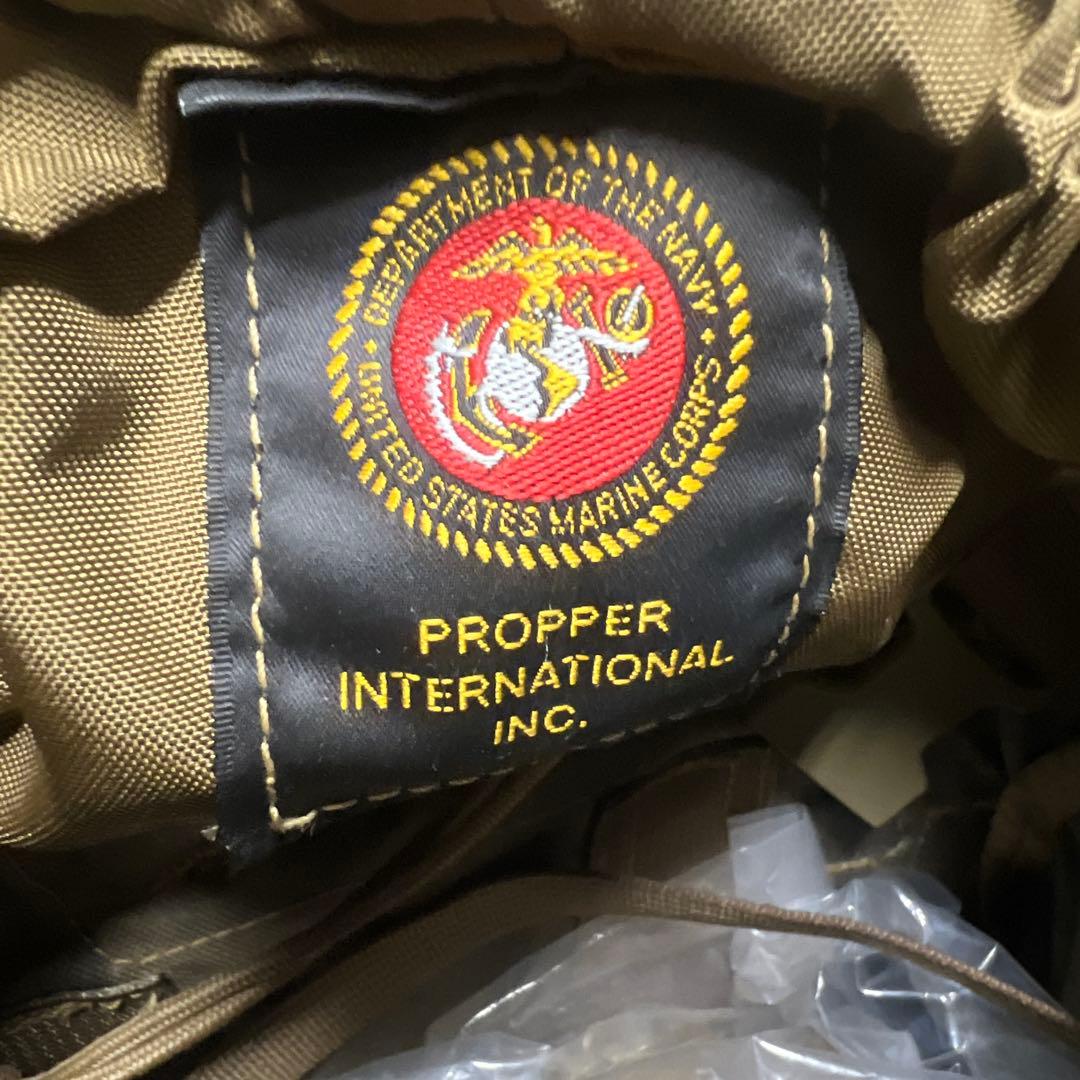 DEPARTMENT OF THE NAVY
UNITED STATES MARINE CORPS
PROPPER
INTERNATIONAL
INC.